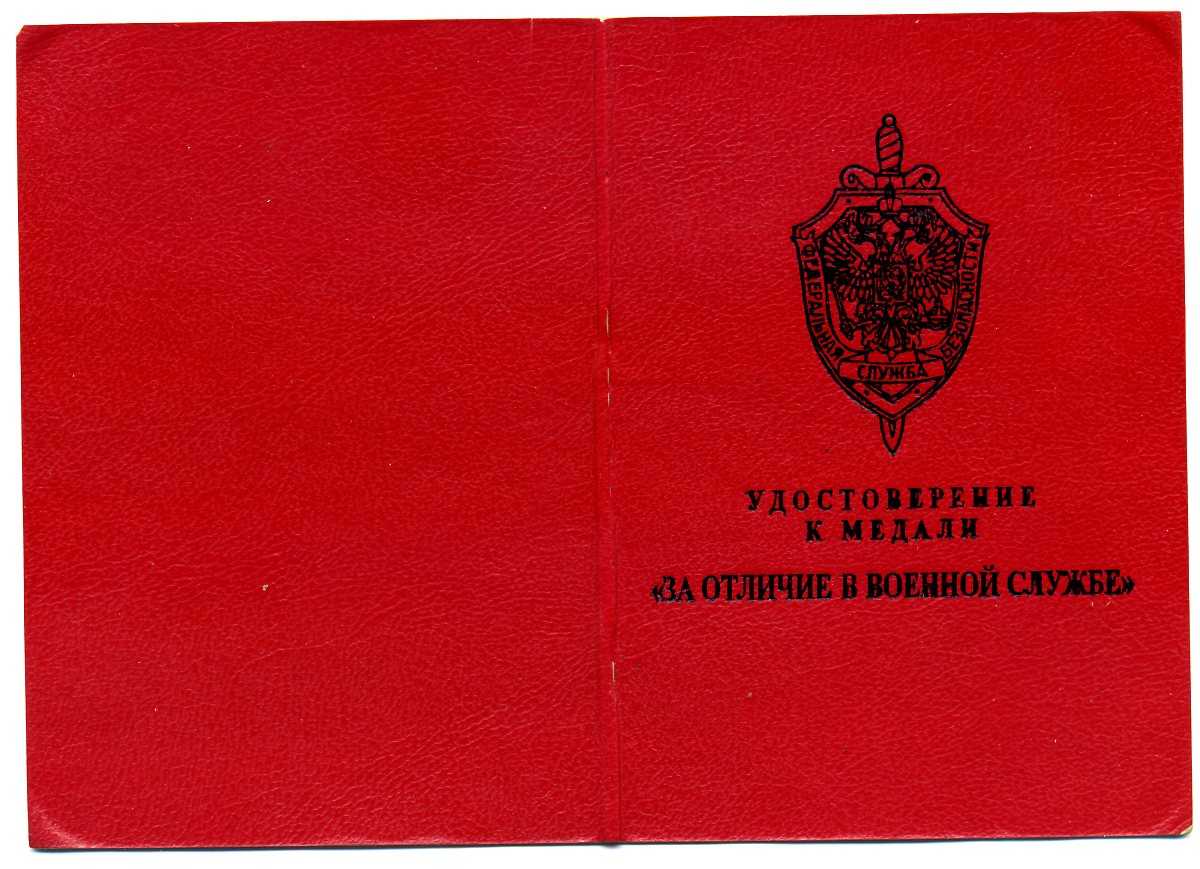 ФЕДЕРАЛЬНАЯ
СЛУЖБА
БЕЗОПАСНОСТИ
УДОСТОВЕРЕНИЕ
К МЕДАЛИ
«ЗА ОТЛИЧИЕ В ВОЕННОЙ СЛУЖБЕ»